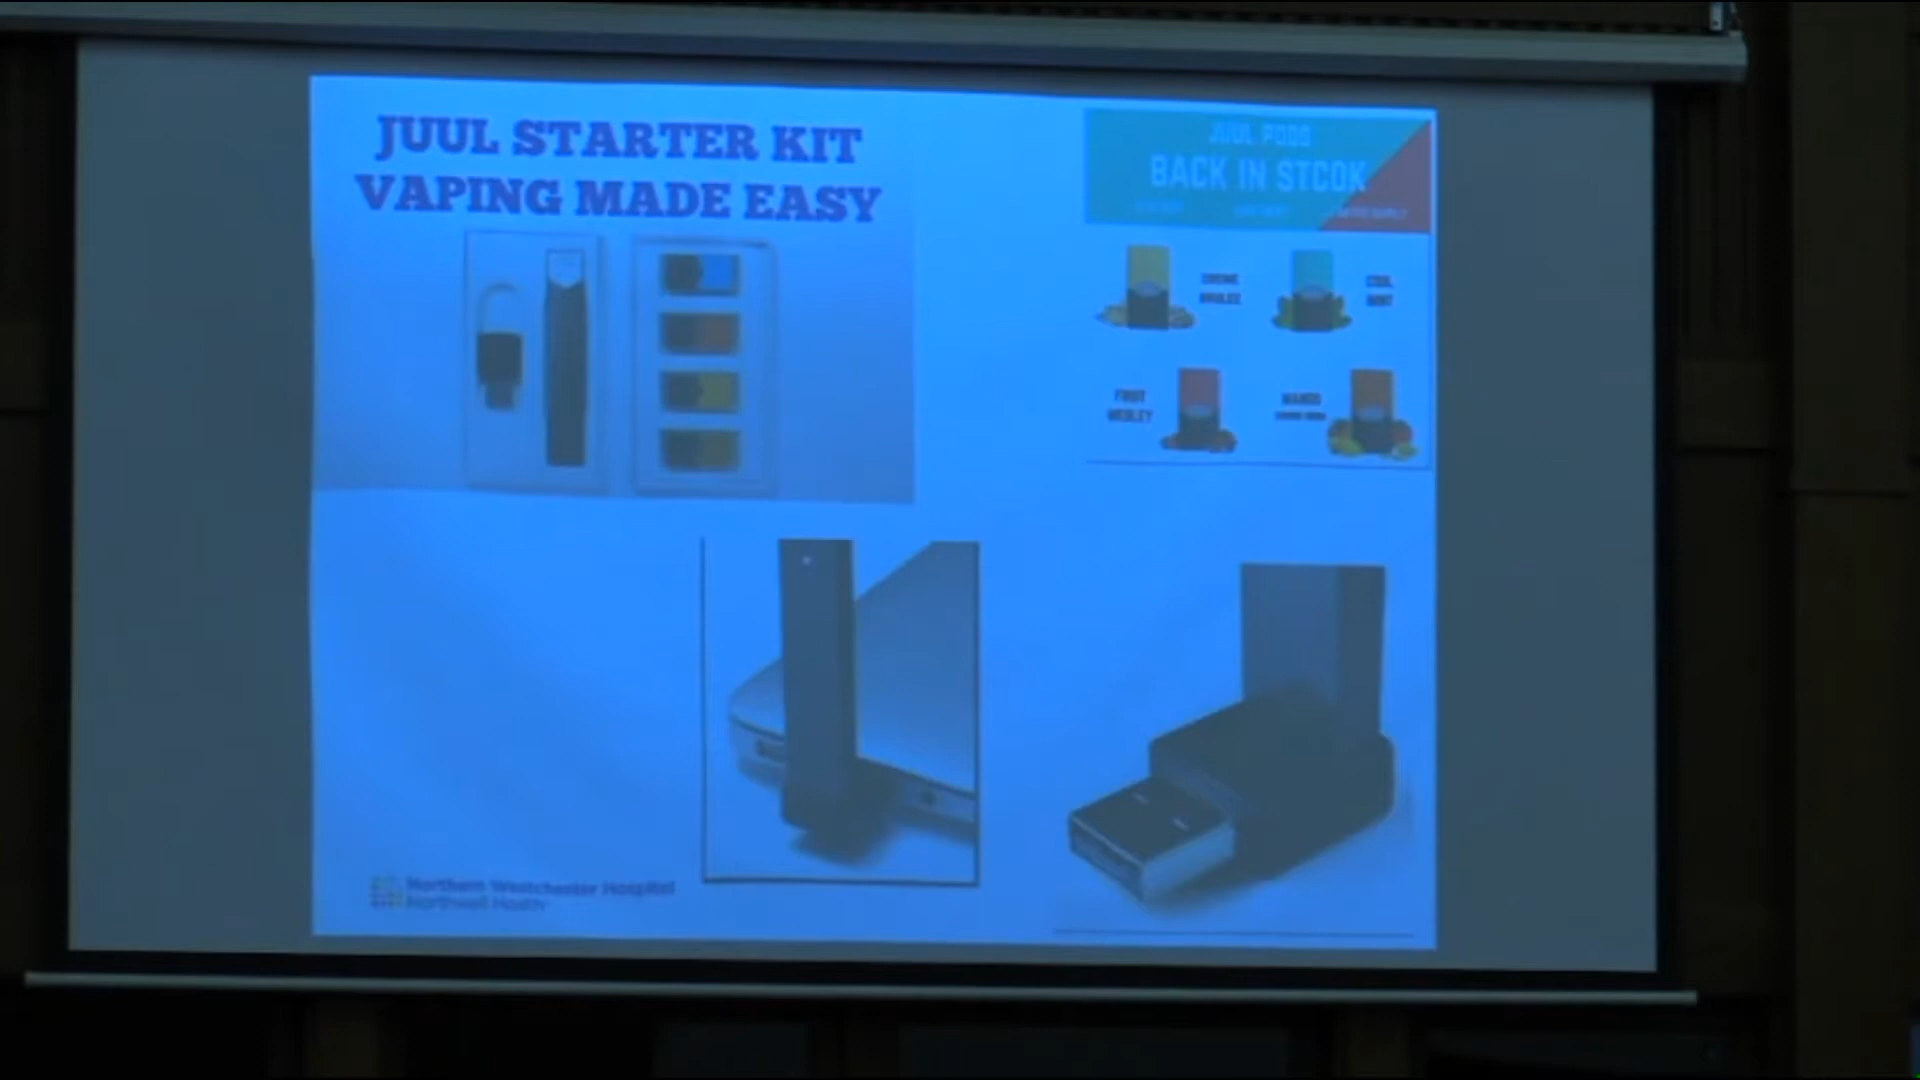 JUUL STARTER KIT
VAPING MADE EASY
JUUL PODS
BACK IN STCOK
CREME
BRULEE
COOL
MINT
FRUIT
MEDLEY
MANGO
Northern Westchester Hospital
Northwell Health